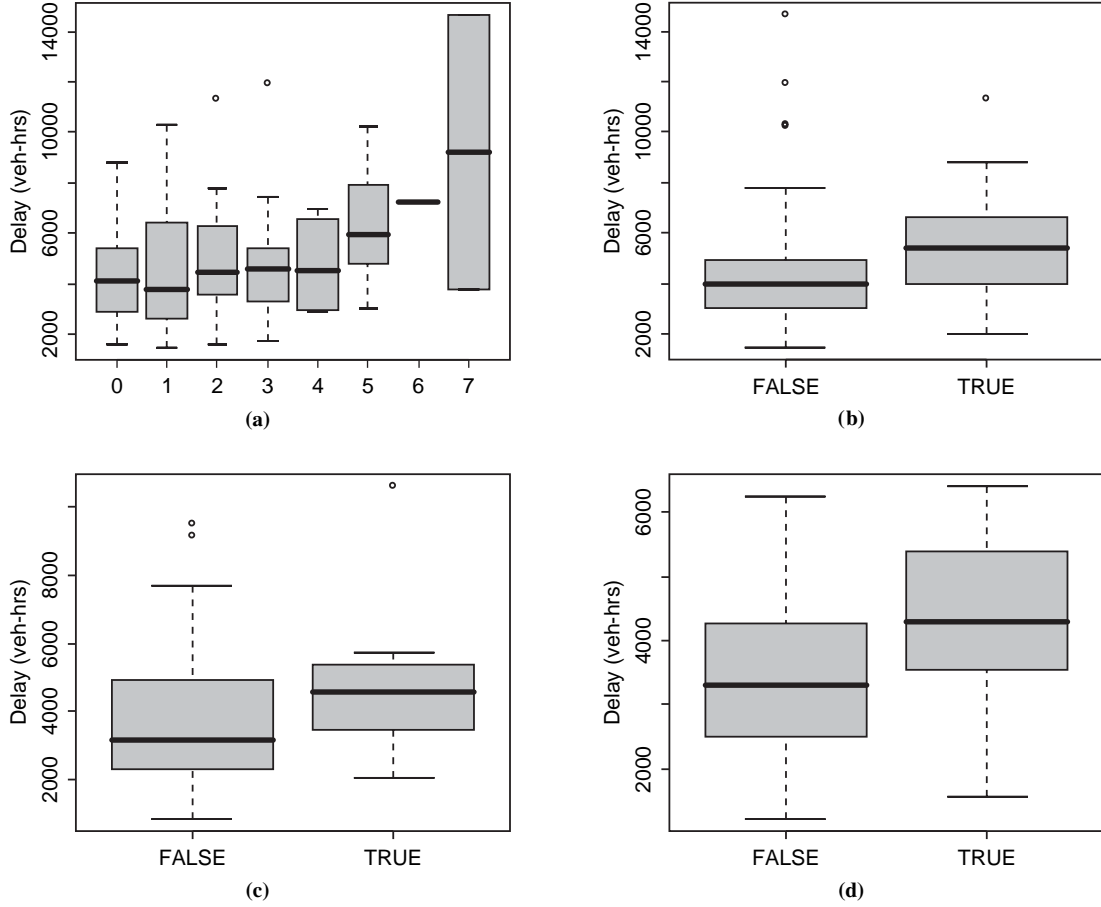 Delay (veh-hrs)
14000
10000
6000
2000
0 1 2 3 4 5 6 7
(a)
Delay (veh-hrs)
14000
10000
6000
2000
FALSE TRUE
(b)
Delay (veh-hrs)
8000
6000
4000
2000
FALSE TRUE
(c)
Delay (veh-hrs)
6000
4000
2000
FALSE TRUE
(d)